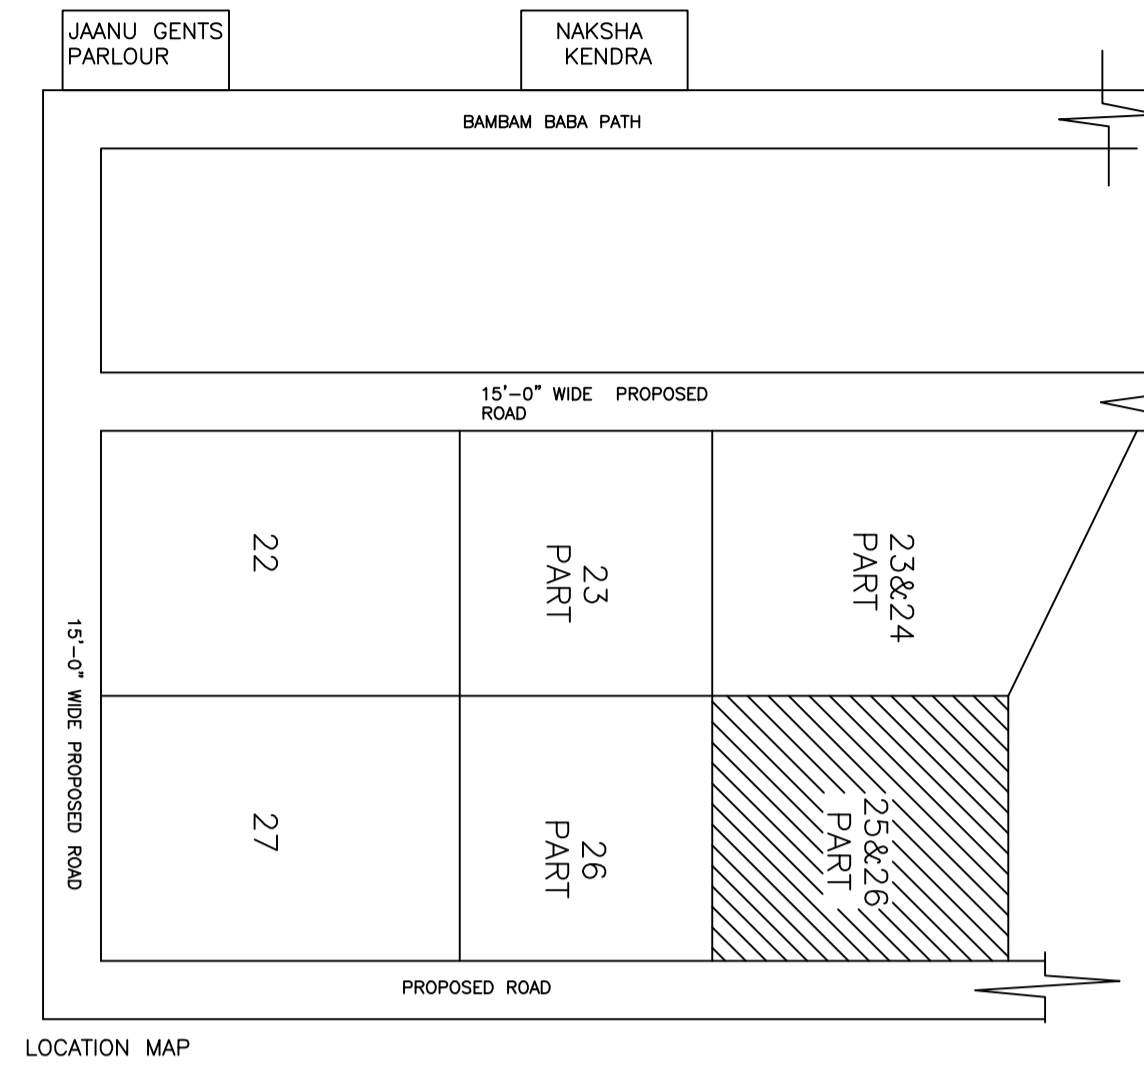 JAANU GENTS
PARLOUR
NAKSHA
KENDRA
BAMBAM BABA PATH
15'-0" WIDE PROPOSED
ROAD
22
23
PART
23&24
PART
15'-0" WIDE PROPOSED ROAD
27
26
PART
25&26
PART
PROPOSED ROAD
LOCATION MAP